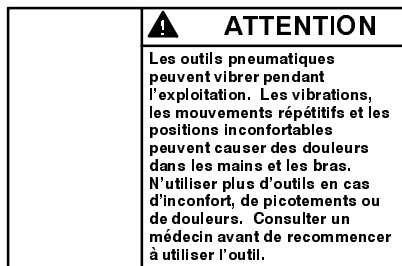 ATTENTION
Les outils pneumatiques
peuvent vibrer pendant
l'exploitation. Les vibrations,
les mouvements répétitifs et les
positions inconfortables
peuvent causer des douleurs
dans les mains et les bras.
N'utiliser plus d'outils en cas
d'inconfort, de picotements ou
de douleurs. Consulter un
médecin avant de recommencer
à utiliser l'outil.